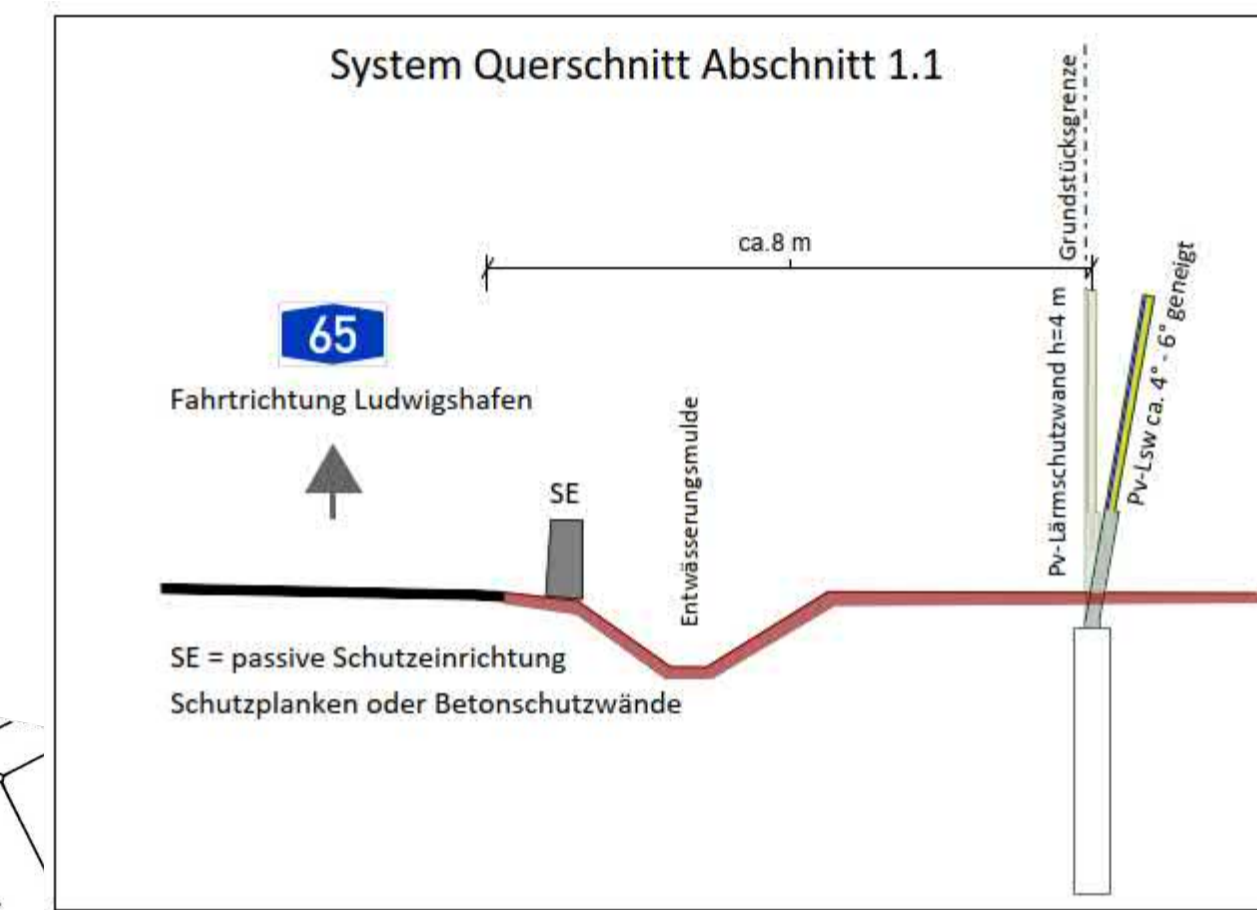 System Querschnitt Abschnitt 1.1
Grundstücksgrenze
ca.8 m
65
Fahrtrichtung Ludwigshafen
SE
Entwässerungsmulde
Pv-Lärmschutzwand h=4 m
Pv-Lsw ca. 4° - 6° geneigt
SE = passive Schutzeinrichtung
Schutzplanken oder Betonschutzwände